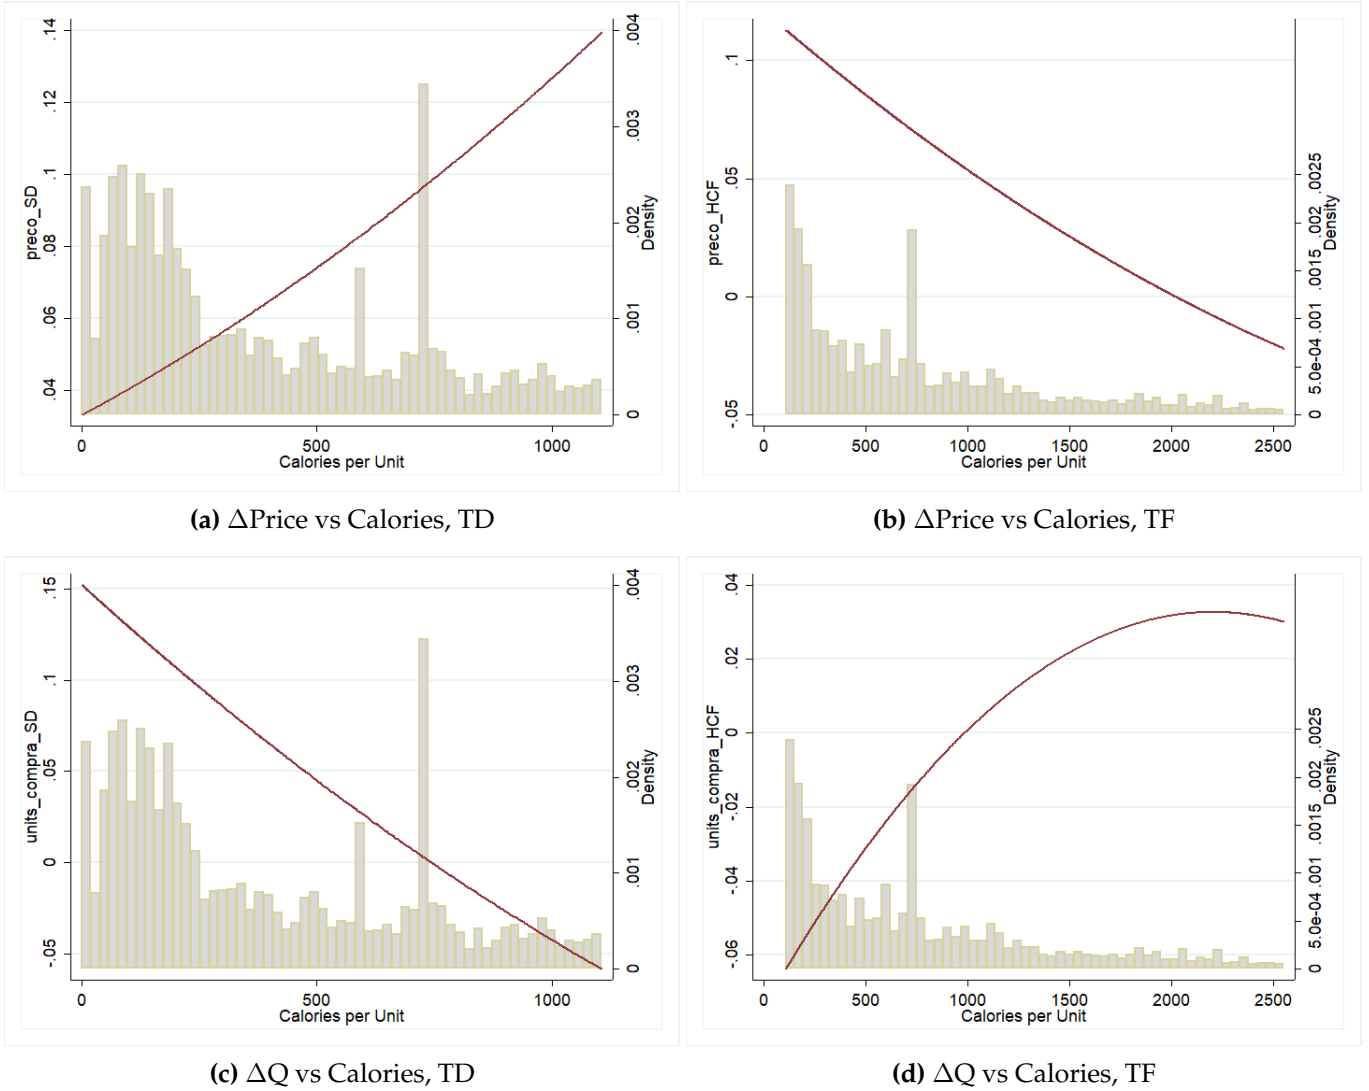 .14
.12
.1
.08
.06
.04
preco_SD
.004
.003
.002
.001
0
Density
0 500 1000
Calories per Unit
(a) ΔPrice vs Calories, TD
.1
.05
0
-.05
preco_HCF
.0025
.002
.0015
.001
5.0e-04
0
Density
0 500 1000 1500 2000 2500
Calories per Unit
(b) ΔPrice vs Calories, TF
.15
.1
.05
0
-.05
units_compra_SD
.004
.003
.002
.001
0
Density
0 500 1000
Calories per Unit
(c) ΔQ vs Calories, TD
.04
.02
0
-.02
-.04
-.06
units_compra_HCF
.0025
.002
.0015
.001
5.0e-04
0
Density
0 500 1000 1500 2000 2500
Calories per Unit
(d) ΔQ vs Calories, TF